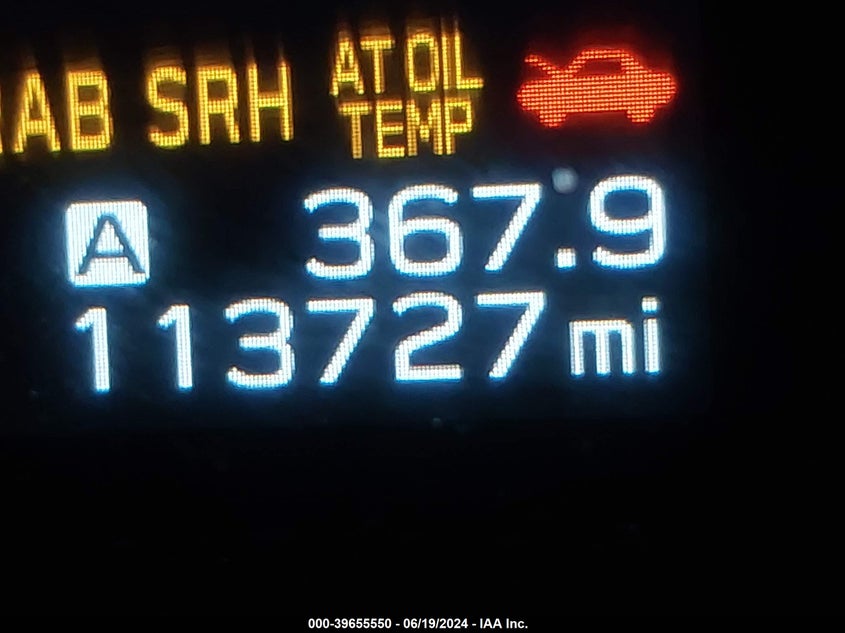 AB SRH AT OIL
TEMP
A 367.9
113727 mi
000-39655550 - 06/19/2024 - IAA Inc.